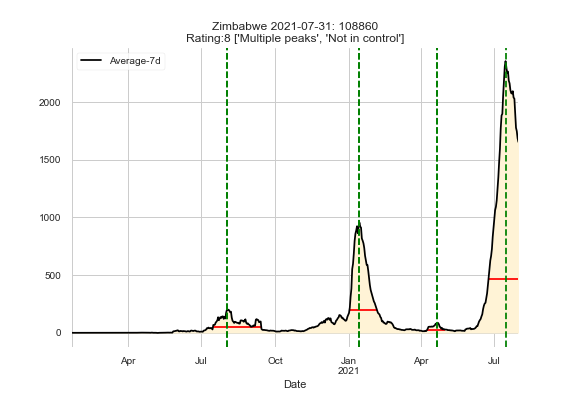 Zimbabwe 2021-07-31: 108860
Rating:8 ['Multiple peaks', 'Not in control']
Average-7d
2000
1500
1000
500
0
Apr
Jul
Oct
Jan
2021
Apr
Jul
Date